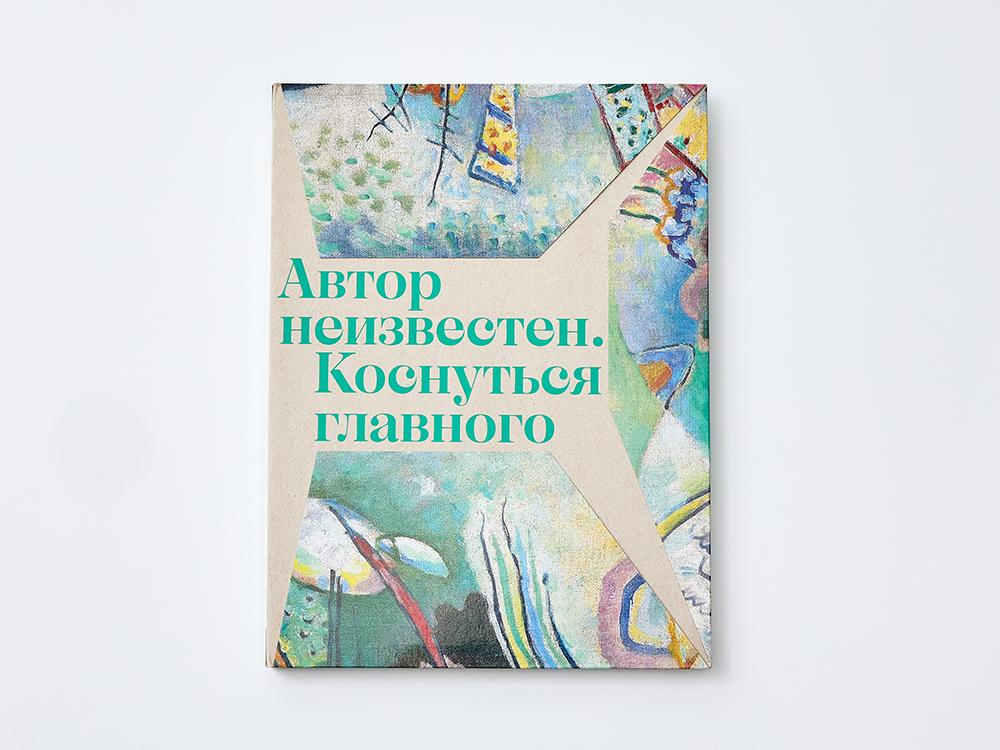 Автор
неизвестен.
Коснуться
главного